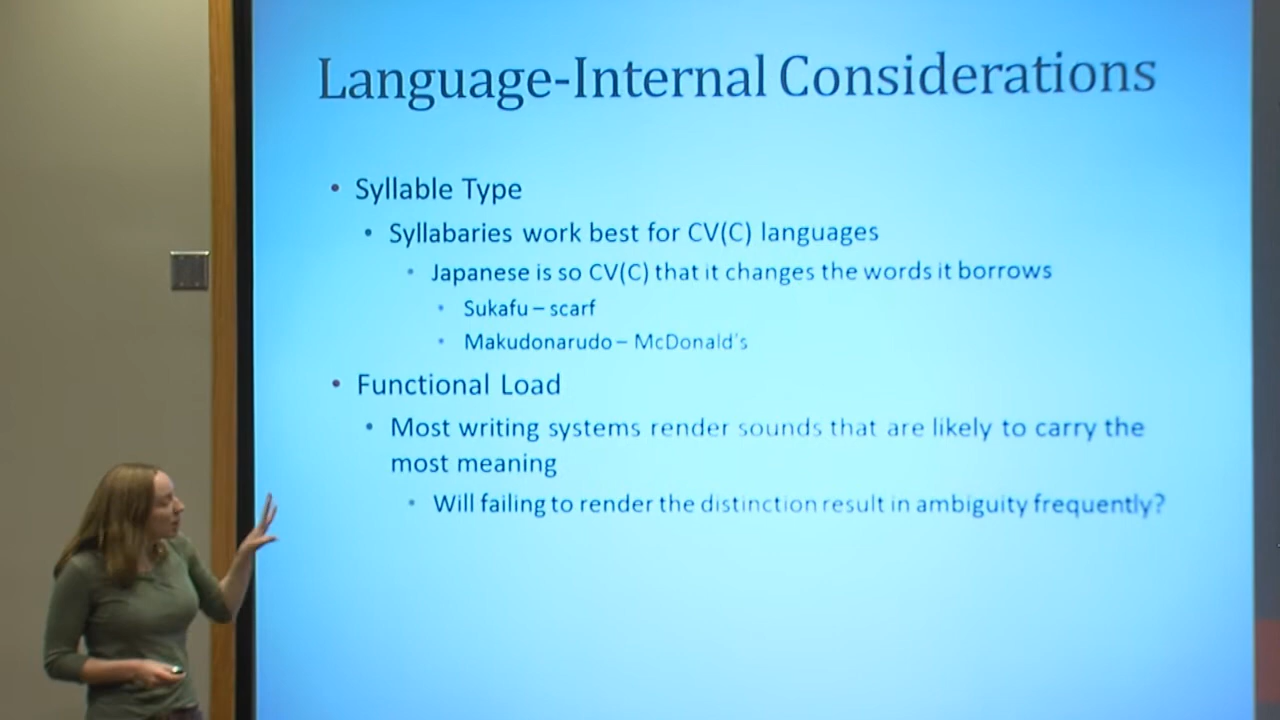 Language-Internal Considerations
• Syllable Type
• Syllabaries work best for CV(C) languages
• Japanese is so CV(C) that it changes the words it borrows
• Sukafu – scarf
• Makudonarudo – McDonald's
• Functional Load
• Most writing systems render sounds that are likely to carry the
most meaning
• Will failing to render the distinction result in ambiguity frequently?